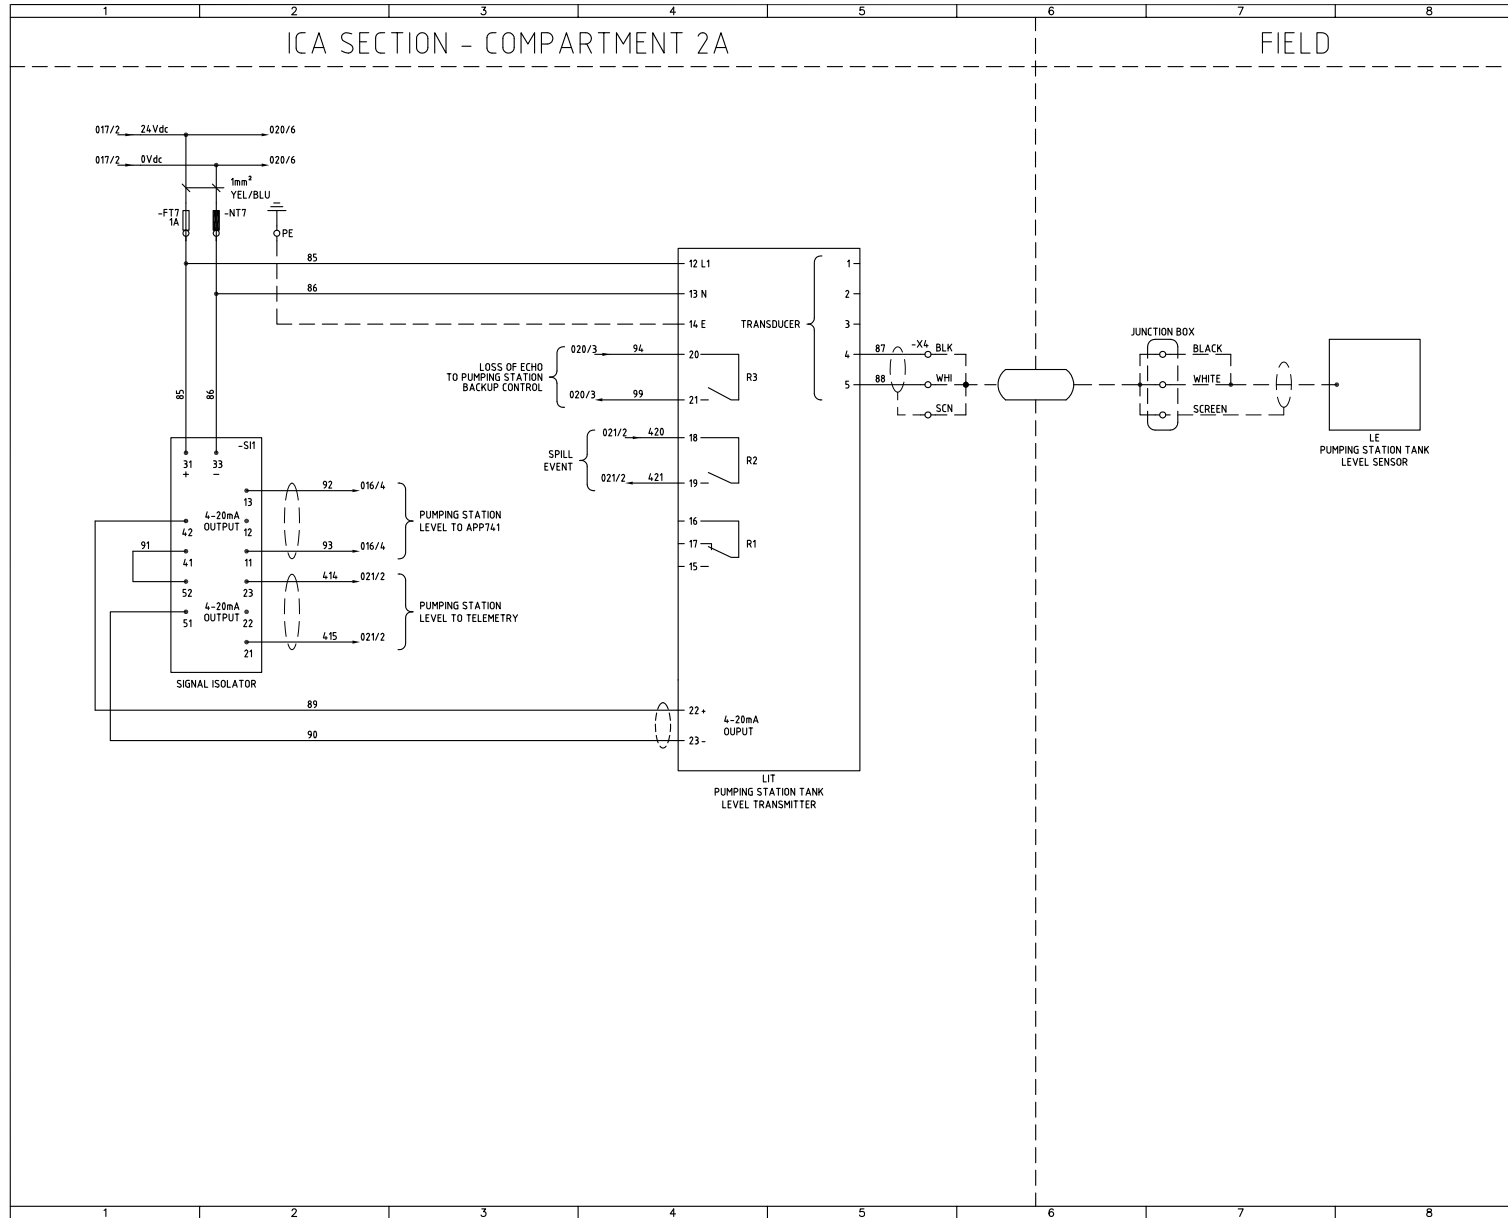 1 2 3 4 5 6 7 8
ICA SECTION - COMPARTMENT 2A
FIELD
017/2 24Vdc 020/6
017/2 0Vdc 020/6
1mm²
YEL/BLU
-FT7
1A
-NT7
PE
85
86
85
86
12 L1
13 N
14 E
TRANSDUCER
1
2
3
4
5
LOSS OF ECHO
TO PUMPING STATION
BACKUP CONTROL
020/3 94 20
020/3 99 21
R3
SPILL
EVENT
021/2 420 18
021/2 421 19
R2
16
17
15
R1
87
88
-X4 BLK
WHI
SCN
JUNCTION BOX
BLACK
WHITE
SCREEN
LE
PUMPING STATION TANK
LEVEL SENSOR
-SI1
31
+
33
-
13
12
11
23
22
21
42
41
52
51
91
4-20mA
OUTPUT
4-20mA
OUTPUT
92 016/4
93 016/4
PUMPING STATION
LEVEL TO APP741
414 021/2
415 021/2
PUMPING STATION
LEVEL TO TELEMETRY
SIGNAL ISOLATOR
89
90
22 +
23 -
4-20mA
OUPUT
LIT
PUMPING STATION TANK
LEVEL TRANSMITTER
1 2 3 4 5 6 7 8